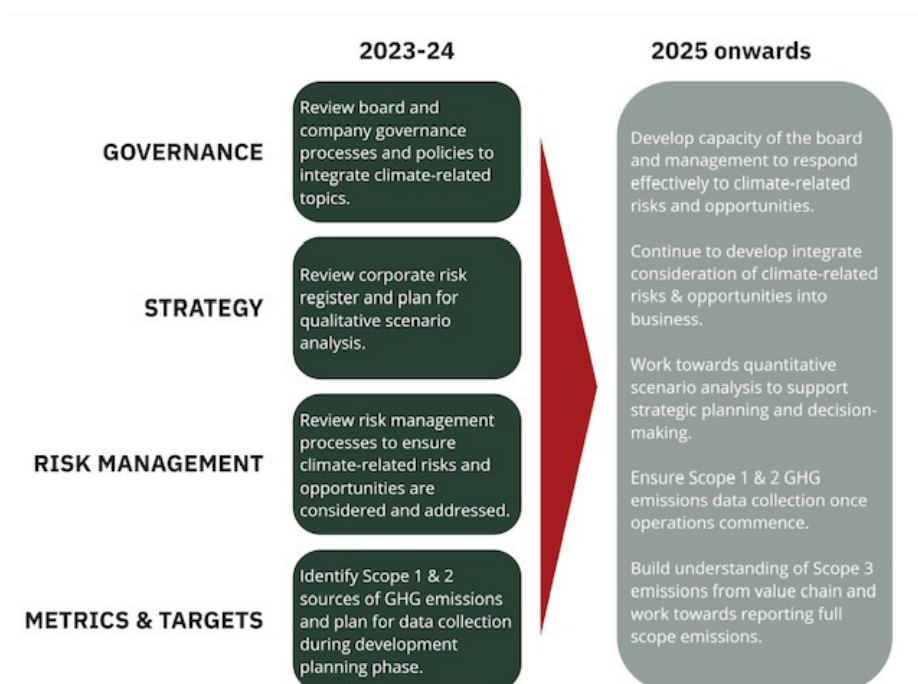 2023-24
2025 onwards
GOVERNANCE
Review board and
company governance
processes and policies to
integrate climate-related
topics.
STRATEGY
Review corporate risk
register and plan for
qualitative scenario
analysis.
RISK MANAGEMENT
Review risk management
processes to ensure
climate-related risks and
opportunities are
considered and addressed.
METRICS & TARGETS
Identify Scope 1 & 2
sources of GHG emissions
and plan for data collection
during development
planning phase.
Develop capacity of the board
and management to respond
effectively to climate-related
risks and opportunities.
Continue to develop integrate
consideration of climate-related
risks & opportunities into
business.
Work towards quantitative
scenario analysis to support
strategic planning and decision-
making.
Ensure Scope 1 & 2 GHG
emissions data collection once
operations commence.
Build understanding of Scope 3
emissions from value chain and
work towards reporting full
scope emissions.